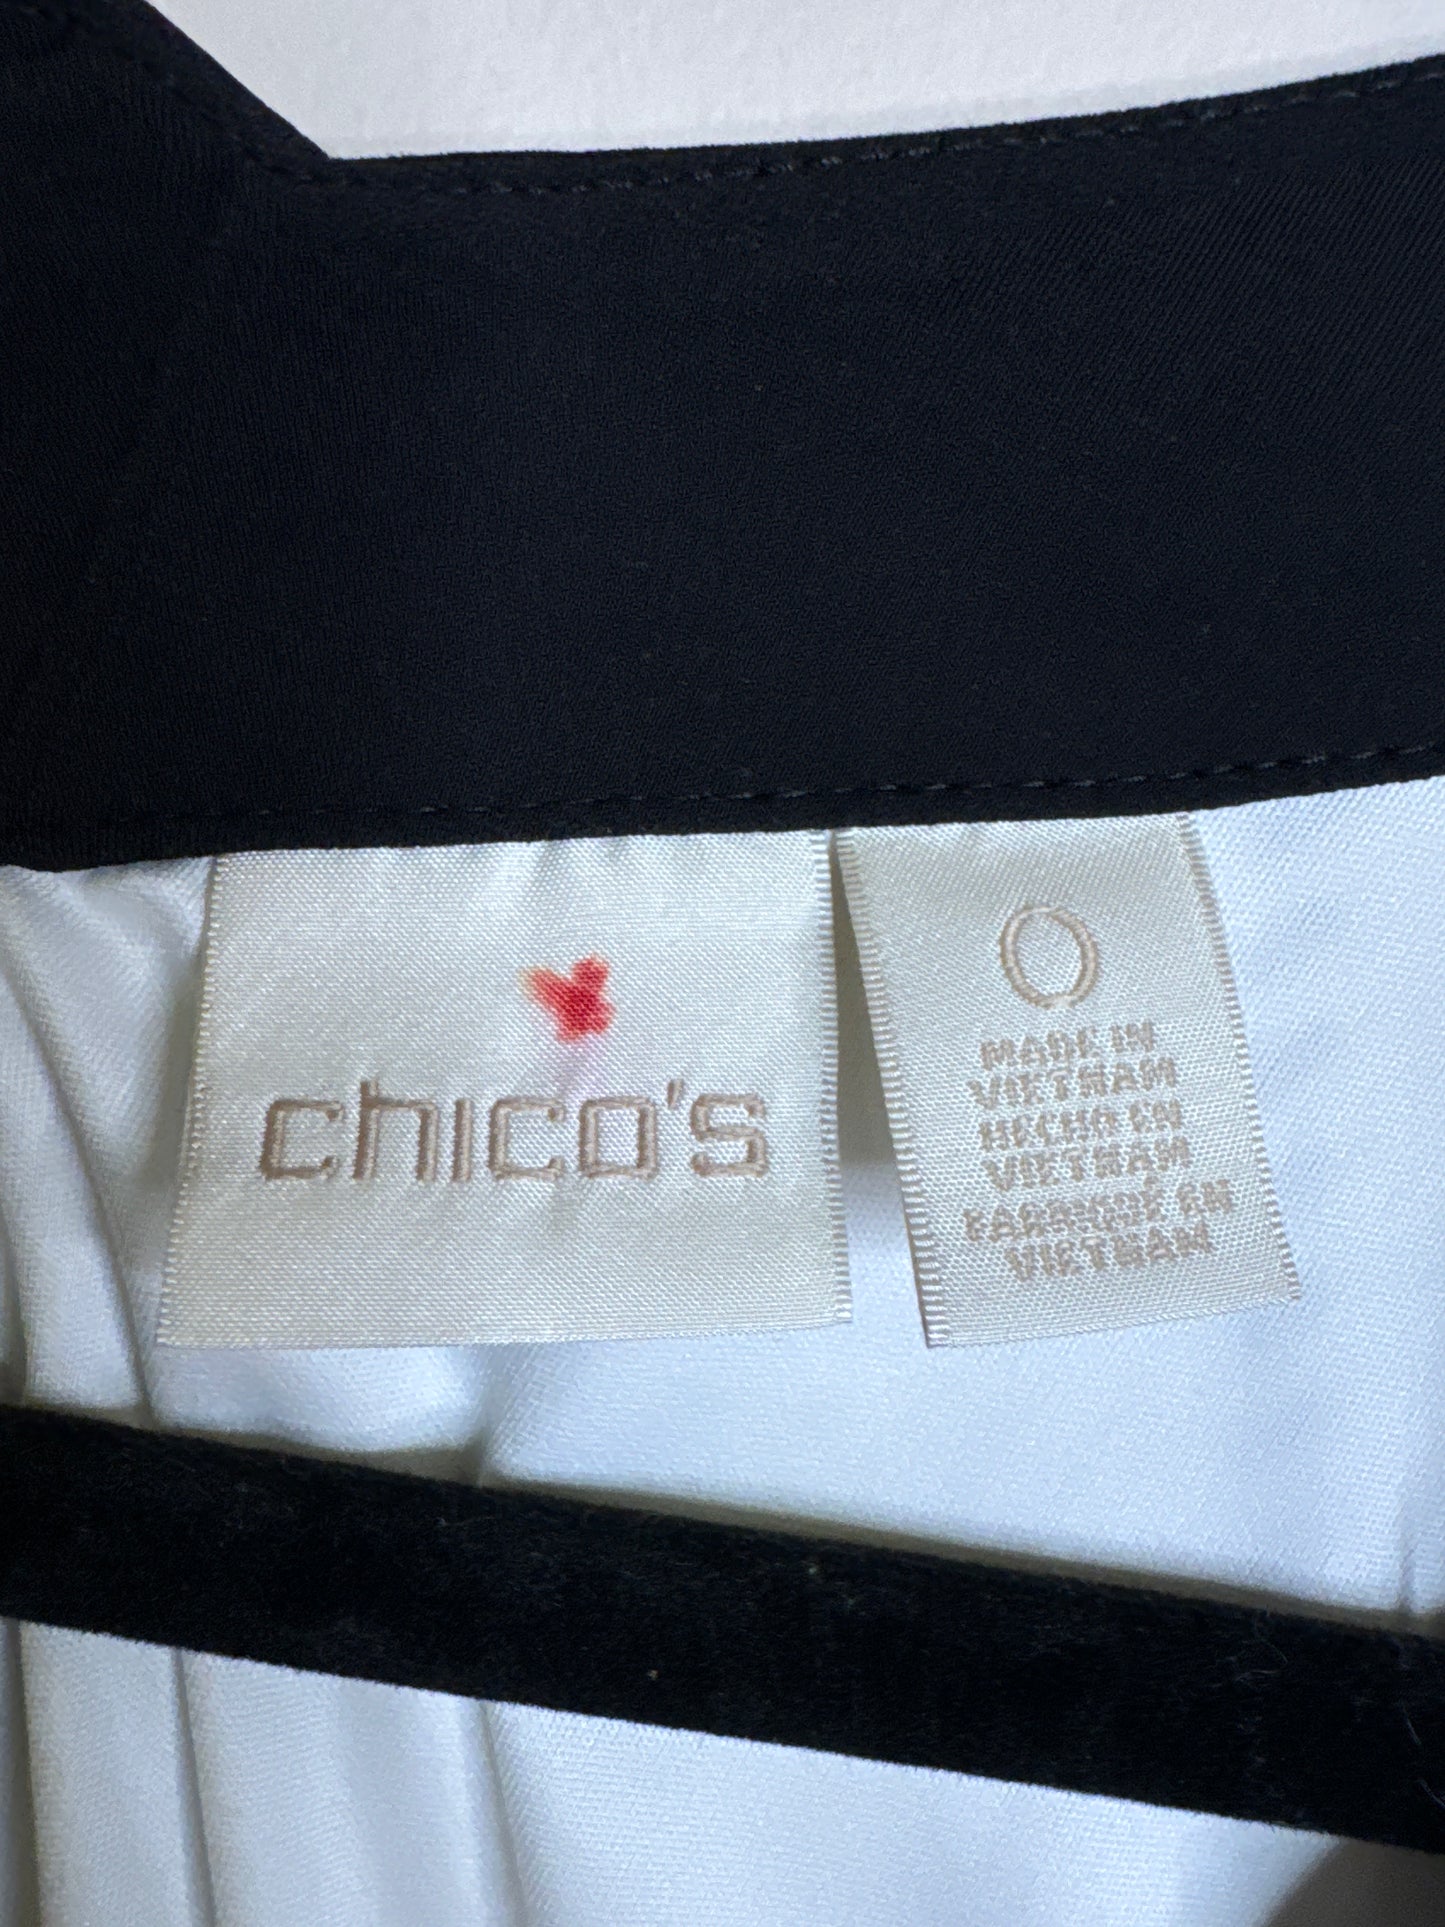 chico's
0
MADE IN
VIETNAM
HECHO EN
VIETNAM
FABRIQUÉ EN
VIETNAM